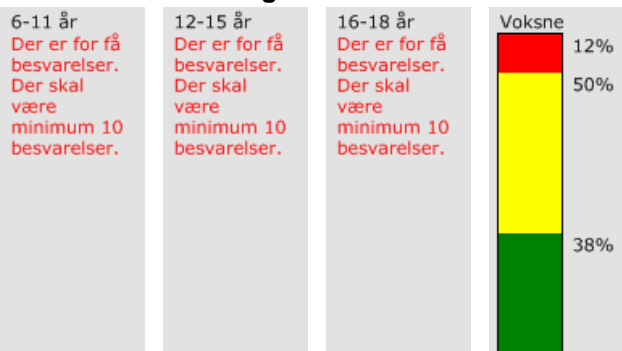 6-11 år
Der er for få
besvarelser.
Der skal
være
minimum 10
besvarelser.
12-15 år
Der er for få
besvarelser.
Der skal
være
minimum 10
besvarelser.
16-18 år
Der er for få
besvarelser.
Der skal
være
minimum 10
besvarelser.
Voksne
12%
50%
38%